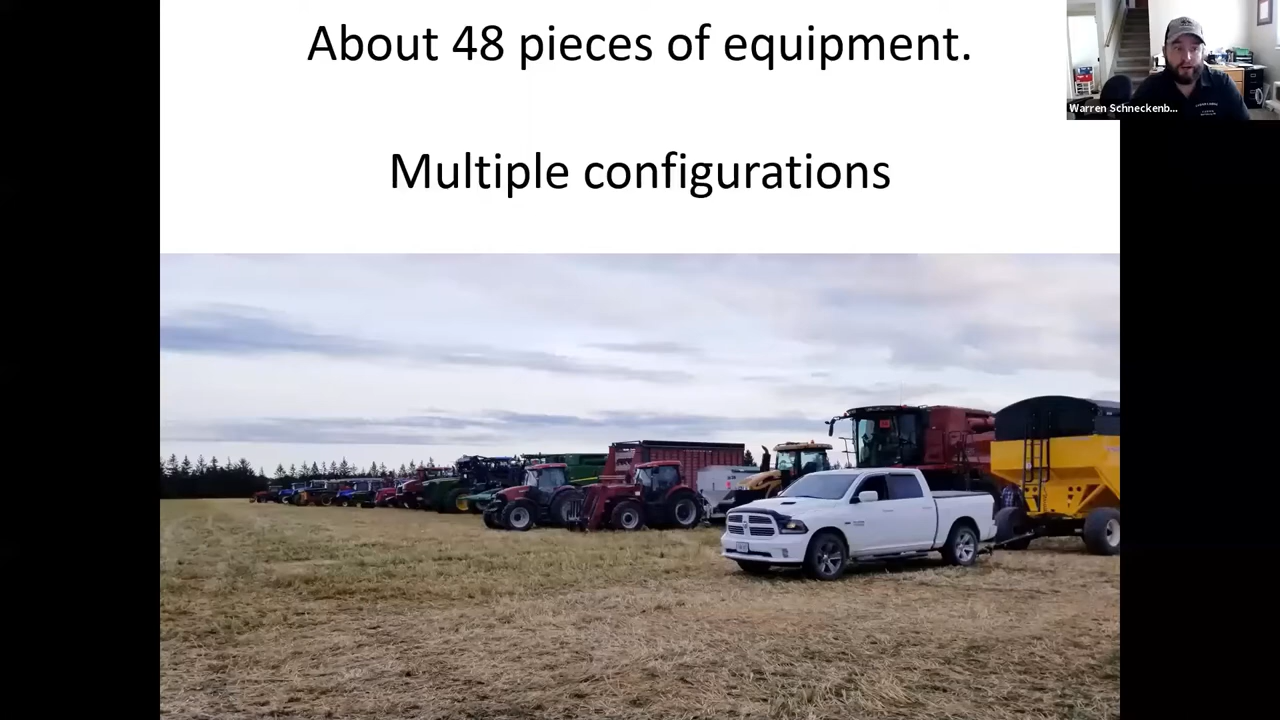 About 48 pieces of equipment.
Warren Schneckenb...
Multiple configurations